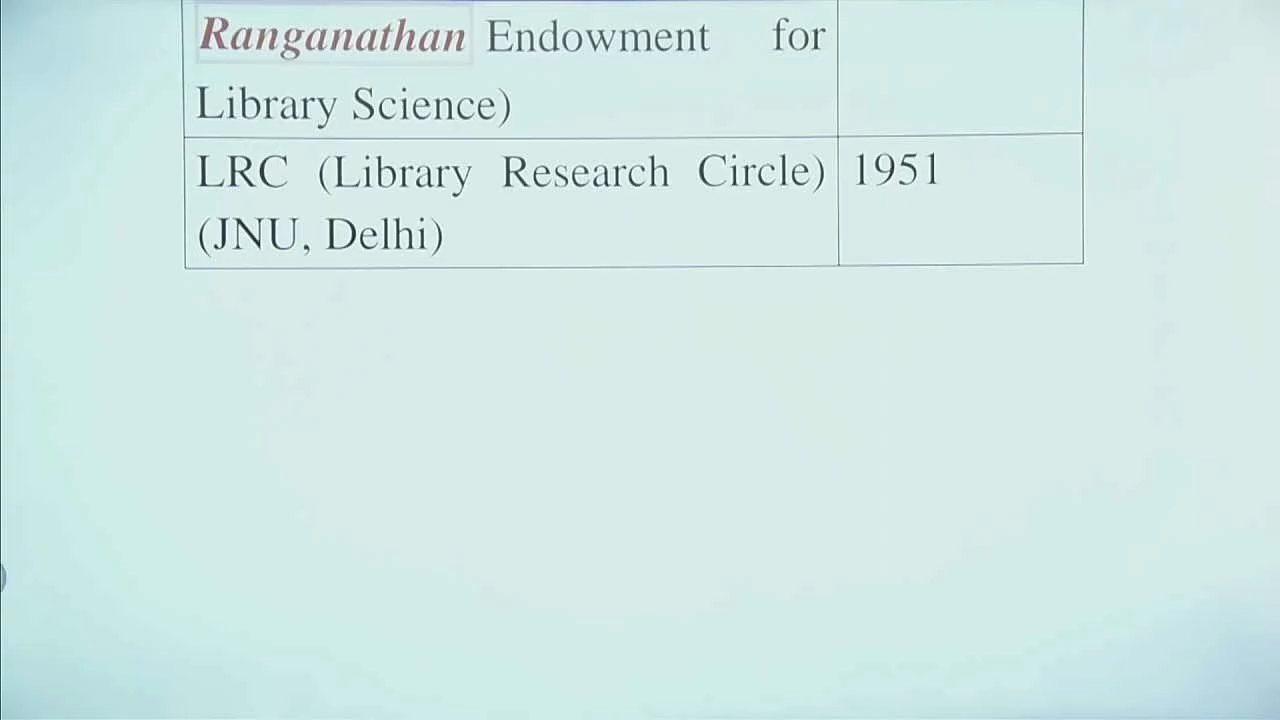 Ranganathan Endowment for
Library Science)
LRC (Library Research Circle) 1951
(JNU, Delhi)